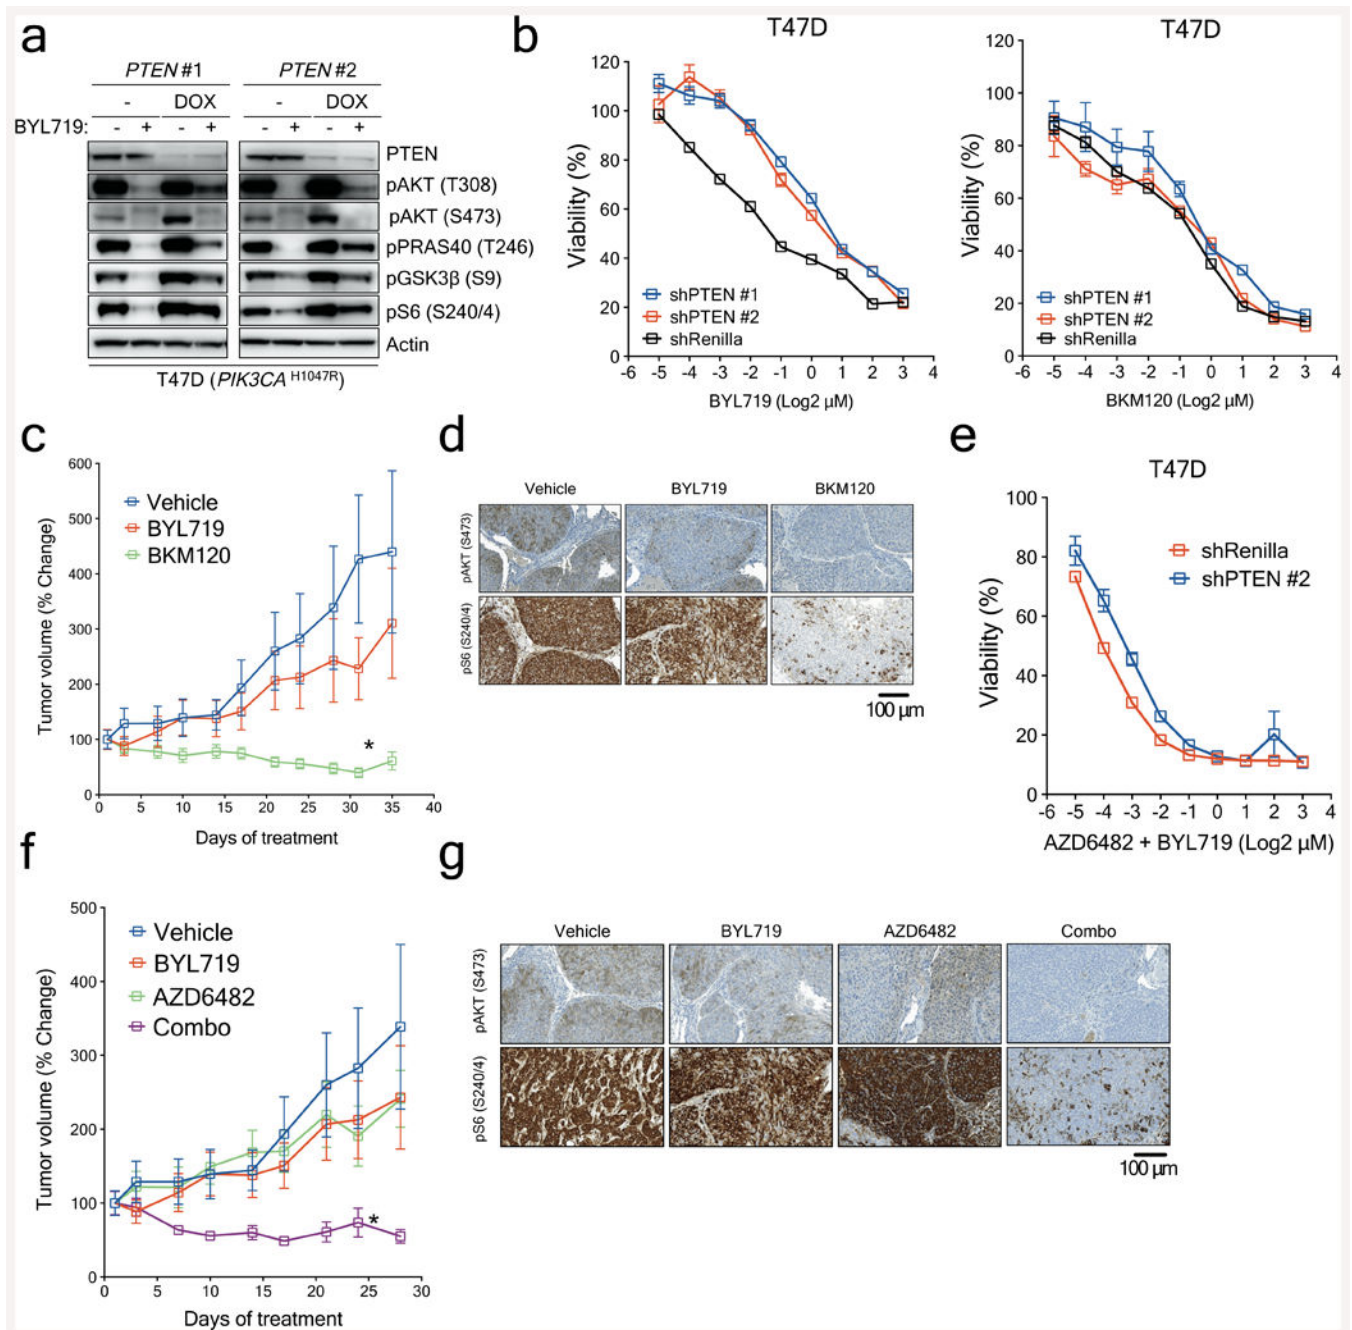 a
PTEN #1 PTEN #2
- DOX - DOX
BYL719: - + - + - + - +
PTEN
pAKT (T308)
pAKT (S473)
pPRAS40 (T246)
pGSK3β (S9)
pS6 (S240/4)
Actin
T47D (PIK3CA H1047R)
b
T47D
Viability (%)
120
100
80
60
40
20
0
shPTEN #1
shPTEN #2
shRenilla
-6 -5 -4 -3 -2 -1 0 1 2 3 4
BYL719 (Log2 µM)
T47D
Viability (%)
120
100
80
60
40
20
0
shPTEN #1
shPTEN #2
shRenilla
-6 -5 -4 -3 -2 -1 0 1 2 3 4
BKM120 (Log2 µM)
c
Tumor volume (% Change)
600
500
400
300
200
100
0
Vehicle
BYL719
BKM120
*
0 5 10 15 20 25 30 35 40
Days of treatment
d
Vehicle BYL719 BKM120
pAKT (S473)
pS6 (S240/4)
100 µm
e
T47D
Viability (%)
100
80
60
40
20
0
shRenilla
shPTEN #2
-6 -5 -4 -3 -2 -1 0 1 2 3 4
AZD6482 + BYL719 (Log2 µM)
f
Tumor volume (% Change)
500
400
300
200
100
0
Vehicle
BYL719
AZD6482
Combo
*
0 5 10 15 20 25 30
Days of treatment
g
Vehicle BYL719 AZD6482 Combo
pAKT (S473)
pS6 (S240/4)
100 µm